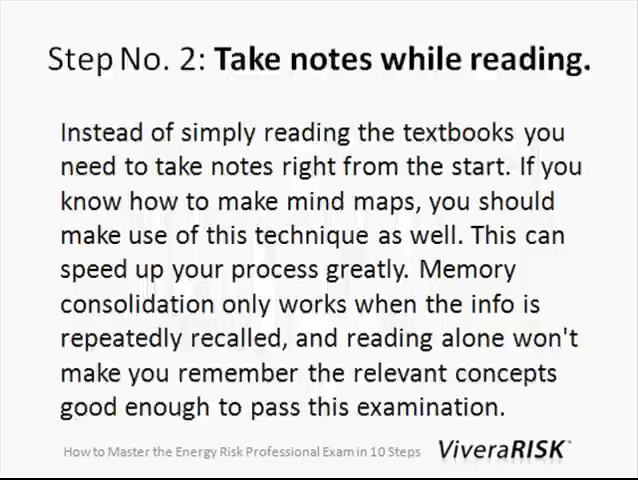 Step No. 2: Take notes while reading.
Instead of simply reading the textbooks you
need to take notes right from the start. If you
know how to make mind maps, you should
make use of this technique as well. This can
speed up your process greatly. Memory
consolidation only works when the info is
repeatedly recalled, and reading alone won't
make you remember the relevant concepts
good enough to pass this examination.
How to Master the Energy Risk Professional Exam in 10 Steps
ViveraRISK™